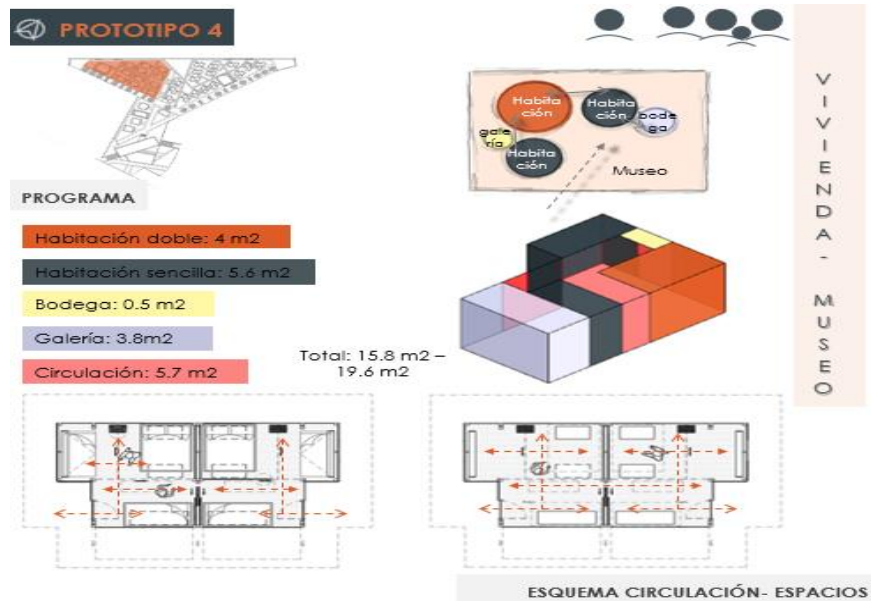 PROTOTIPO 4
Habita
ción
Habita
ción
bode
ga
gale
ría
Habita
ción
Museo
VIVIENDA- MUSEO
PROGRAMA
Habitación doble: 4 m2
Habitación sencilla: 5.6 m2
Bodega: 0.5 m2
Galería: 3.8m2
Circulación: 5.7 m2
Total: 15.8 m2 –
19.6 m2
ESQUEMA CIRCULACIÓN- ESPACIOS